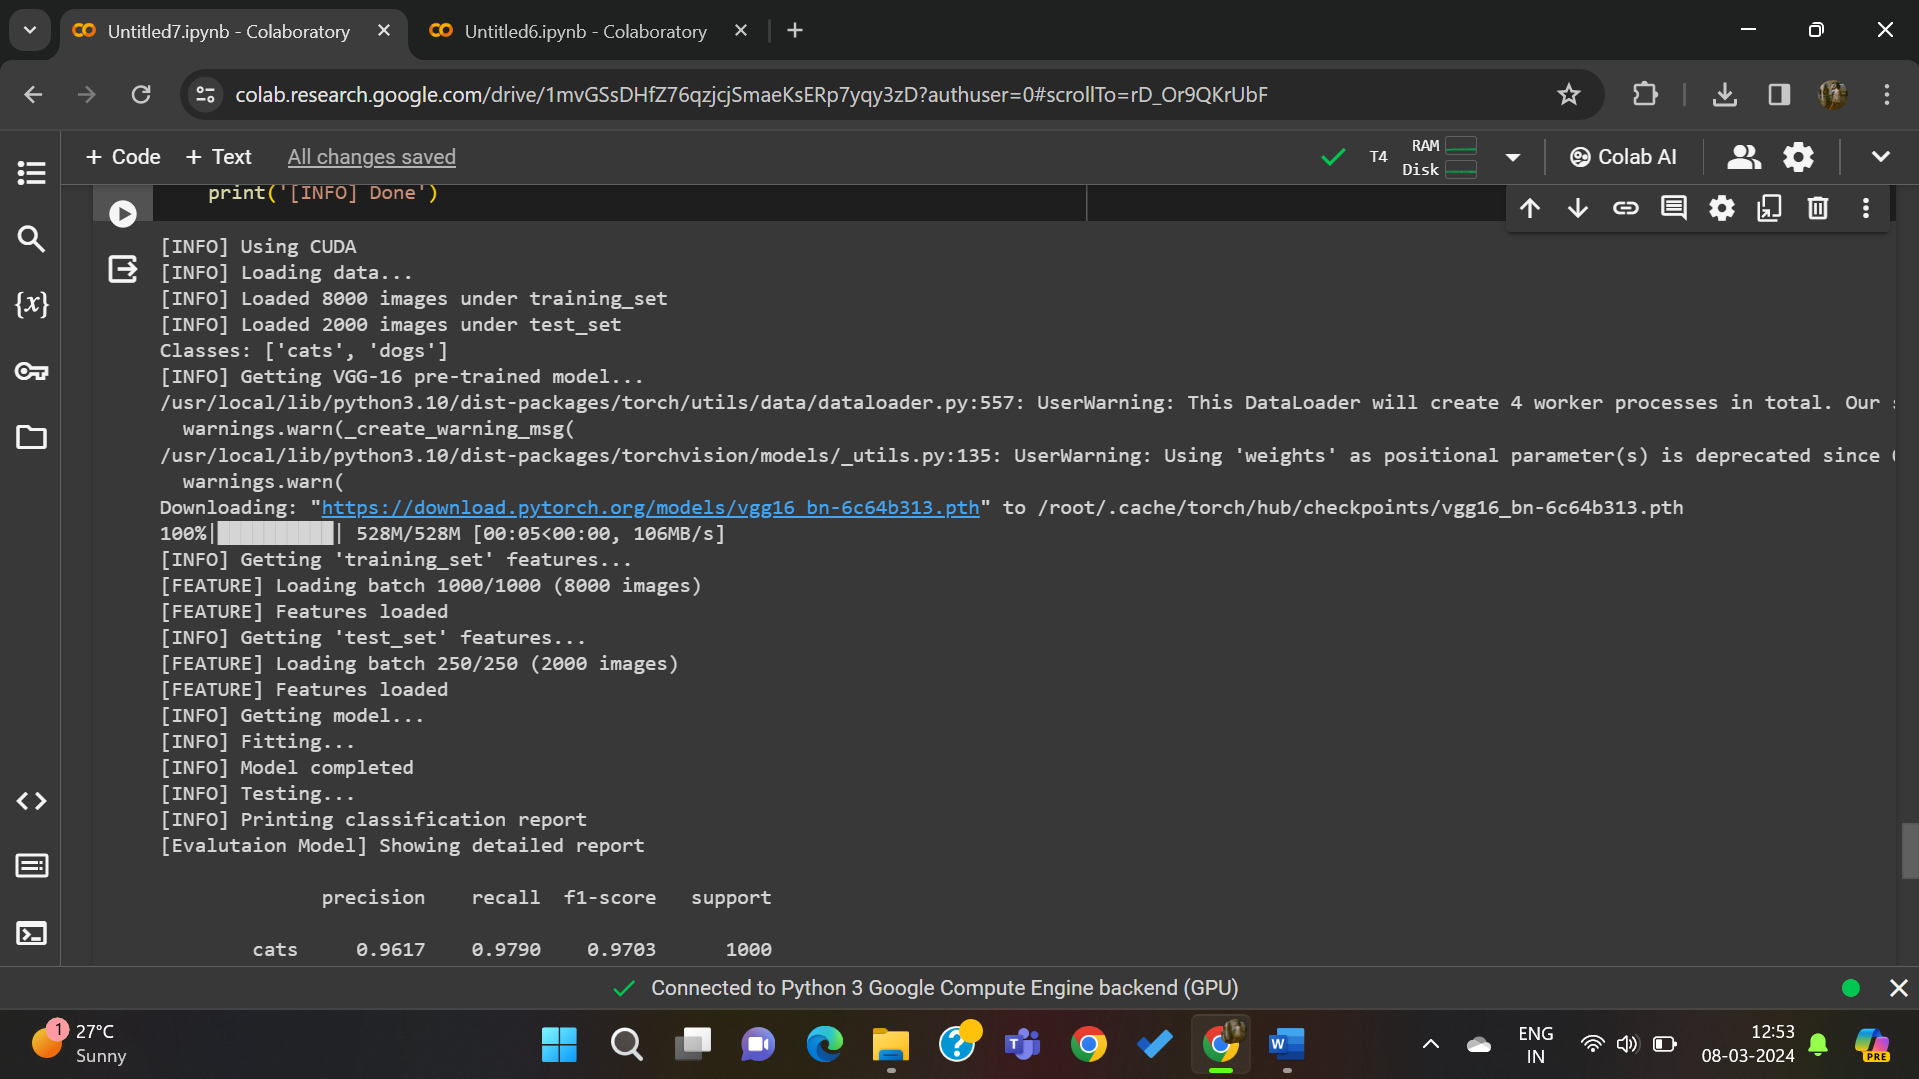 Untitled7.ipynb - Colaboratory
Untitled6.ipynb - Colaboratory
colab.research.google.com/drive/1mvGSsDHfZ76qzjcjSmaeKsERp7yqy3zD?authuser=0#scrollTo=rD_Or9QKrUbF
+ Code + Text All changes saved
T4 RAM Disk Colab AI
print('[INFO] Done')
[INFO] Using CUDA
[INFO] Loading data...
[INFO] Loaded 8000 images under training_set
[INFO] Loaded 2000 images under test_set
Classes: ['cats', 'dogs']
[INFO] Getting VGG-16 pre-trained model...
/usr/local/lib/python3.10/dist-packages/torch/utils/data/dataloader.py:557: UserWarning: This DataLoader will create 4 worker processes in total. Our
warnings.warn(_create_warning_msg(
/usr/local/lib/python3.10/dist-packages/torchvision/models/_utils.py:135: UserWarning: Using 'weights' as positional parameter(s) is deprecated since
warnings.warn(
Downloading: "https://download.pytorch.org/models/vgg16_bn-6c64b313.pth" to /root/.cache/torch/hub/checkpoints/vgg16_bn-6c64b313.pth
100%|██████████| 528M/528M [00:05<00:00, 106MB/s]
[INFO] Getting 'training_set' features...
[FEATURE] Loading batch 1000/1000 (8000 images)
[FEATURE] Features loaded
[INFO] Getting 'test_set' features...
[FEATURE] Loading batch 250/250 (2000 images)
[FEATURE] Features loaded
[INFO] Getting model...
[INFO] Fitting...
[INFO] Model completed
[INFO] Testing...
[INFO] Printing classification report
[Evalutaion Model] Showing detailed report
precision recall f1-score support
cats 0.9617 0.9790 0.9703 1000
Connected to Python 3 Google Compute Engine backend (GPU)
1
27°C
Sunny
ENG
IN
12:53
08-03-2024
PRE